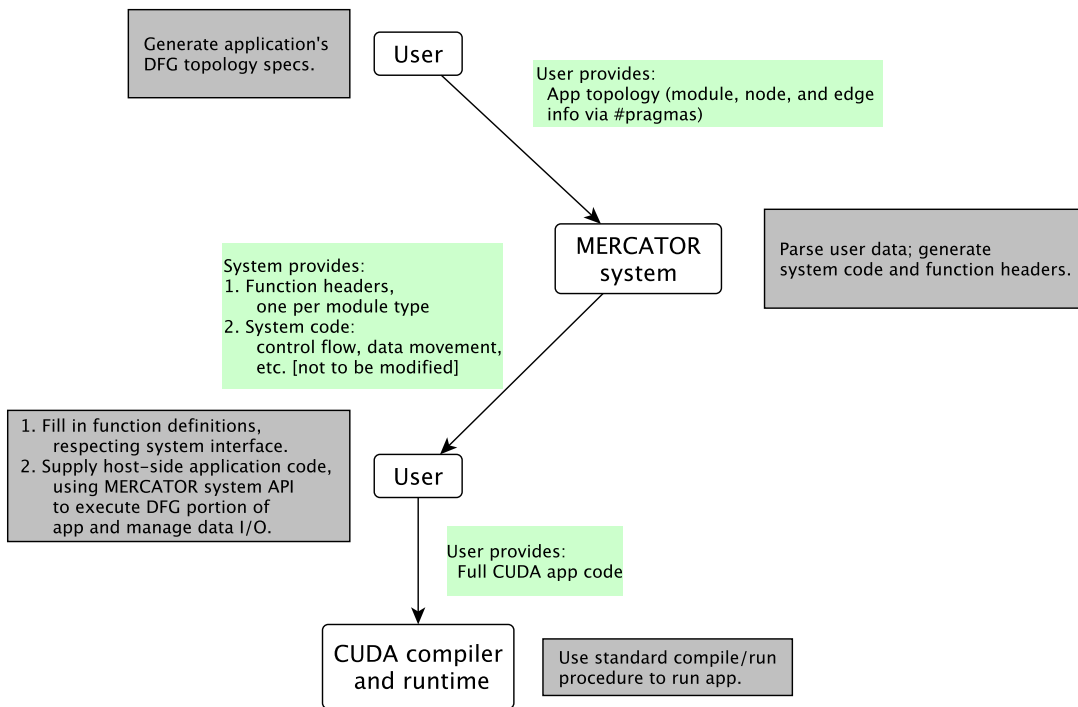 Generate application's
DFG topology specs.
User
User provides:
App topology (module, node, and edge
info via #pragmas)
MERCATOR
system
Parse user data; generate
system code and function headers.
System provides:
1. Function headers,
one per module type
2. System code:
control flow, data movement,
etc. [not to be modified]
1. Fill in function definitions,
respecting system interface.
2. Supply host-side application code,
using MERCATOR system API
to execute DFG portion of
app and manage data I/O.
User
User provides:
Full CUDA app code
CUDA compiler
and runtime
Use standard compile/run
procedure to run app.